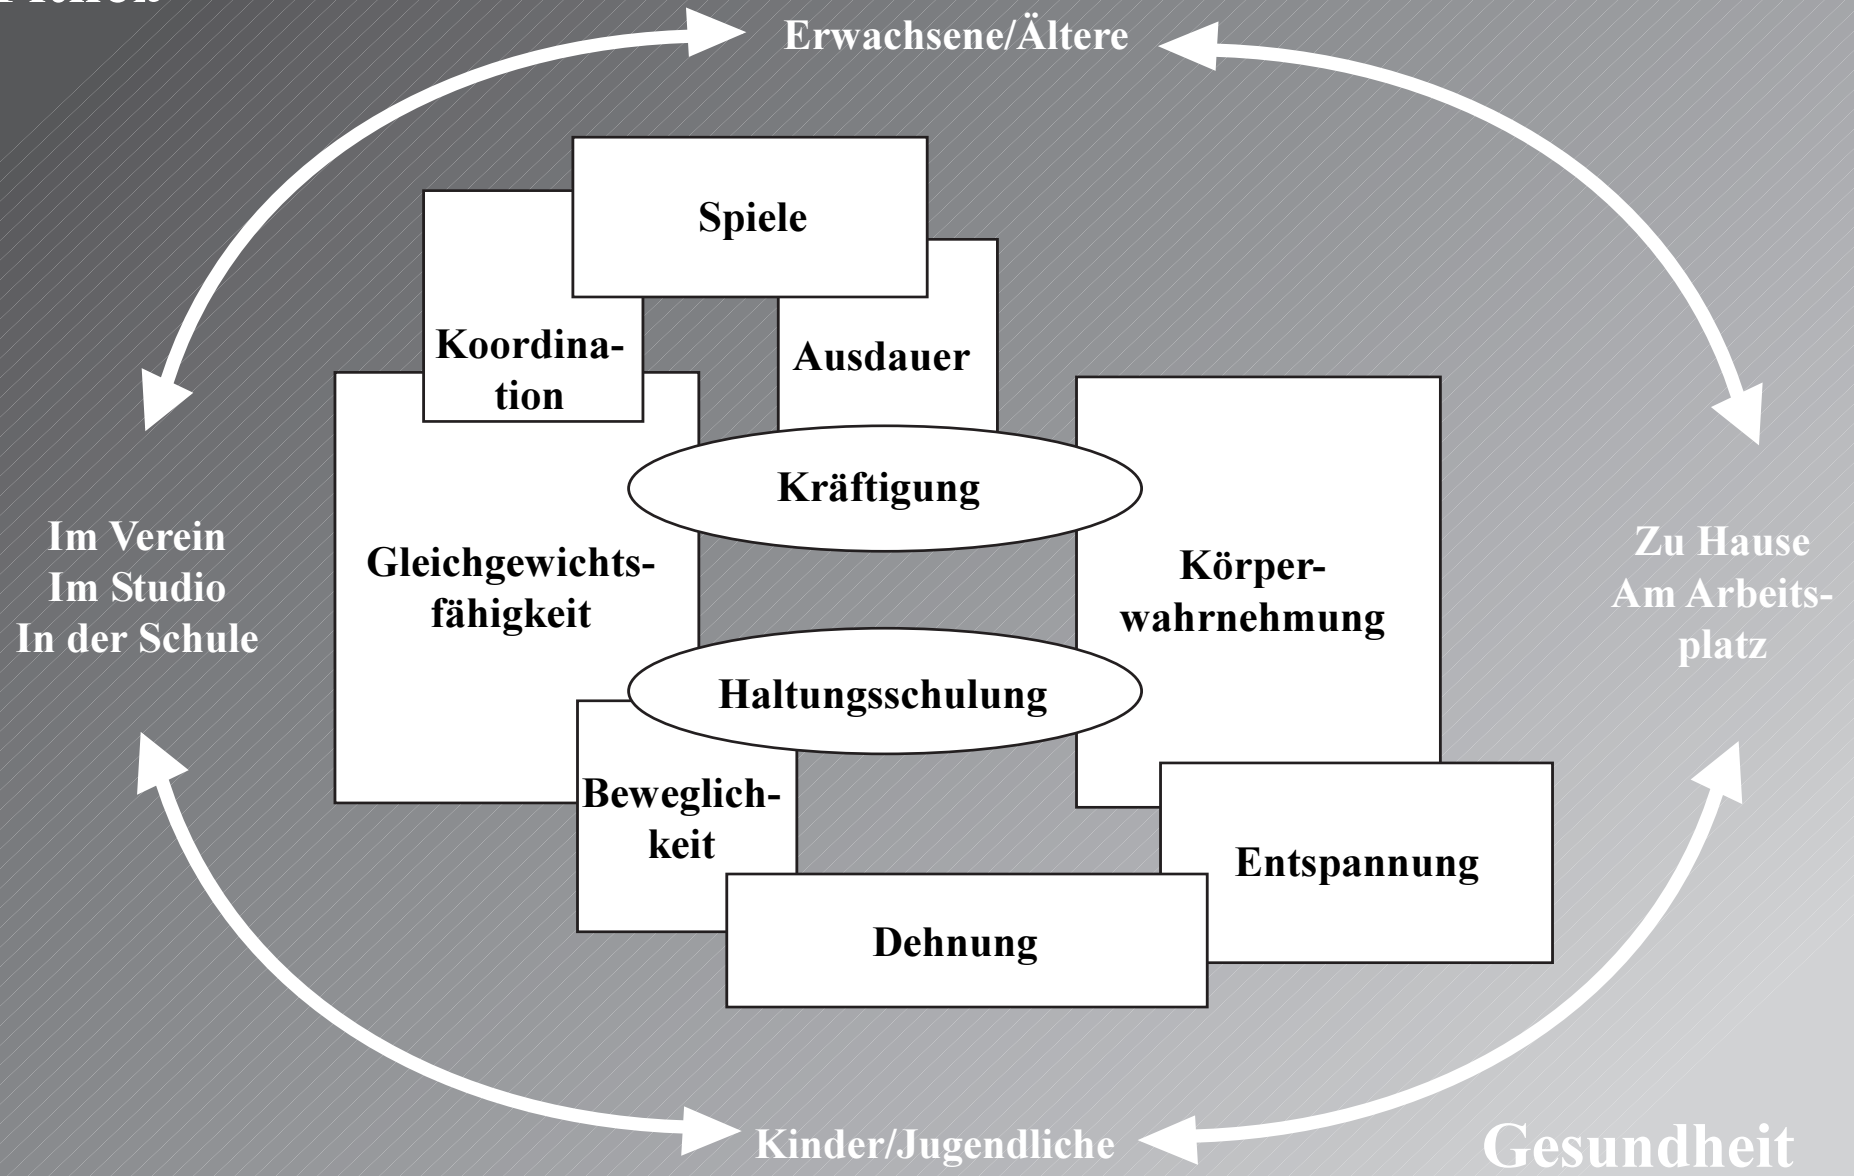 Erwachsene/Ältere
Spiele
Koordina-
tion
Ausdauer
Kräftigung
Im Verein
Im Studio
In der Schule
Gleichgewichts-
fähigkeit
Körper-
wahrnehmung
Zu Hause
Am Arbeits-
platz
Haltungsschulung
Beweglich-
keit
Entspannung
Dehnung
Kinder/Jugendliche
Gesundheit